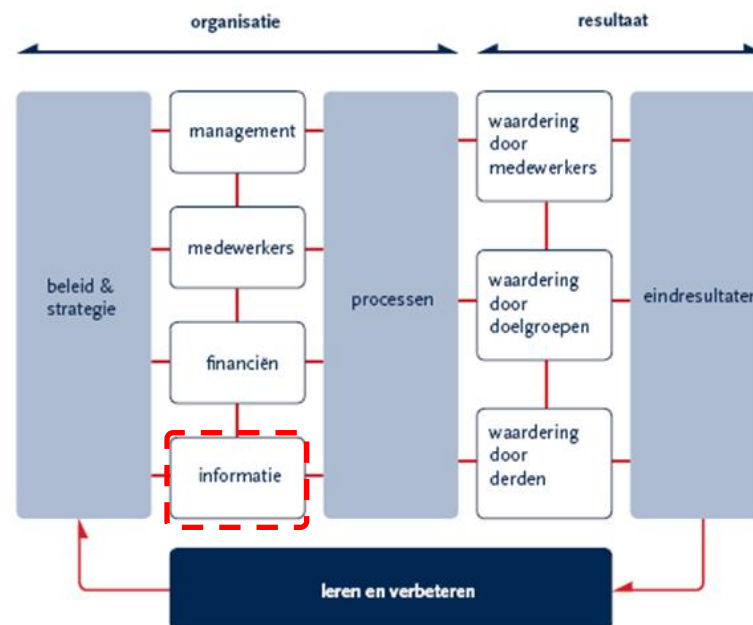 organisatie
resultaat
beleid &
strategie
management
medewerkers
financiën
informatie
processen
waardering
door
medewerkers
waardering
door
doelgroepen
waardering
door
derden
eindresultaten
leren en verbeteren